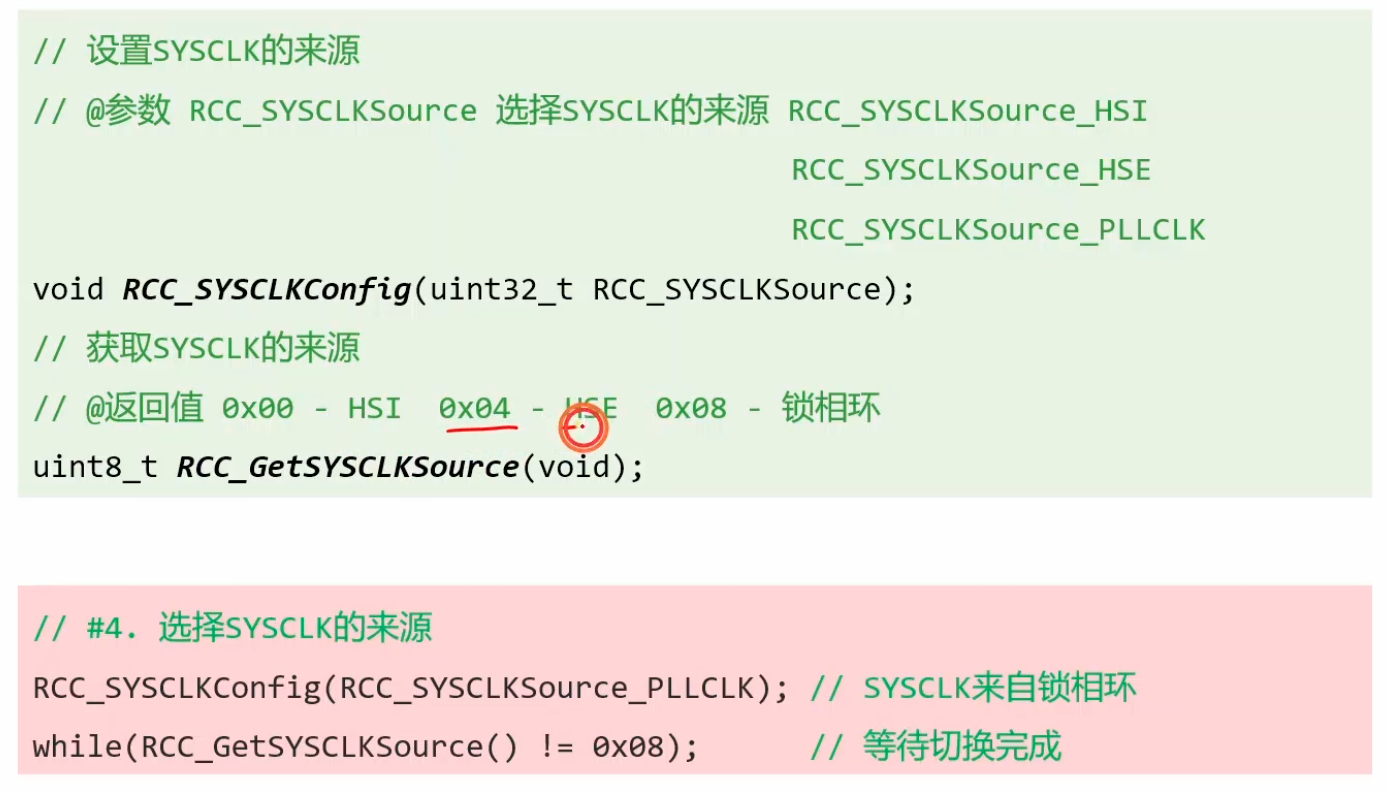 // 设置SYSCLK的来源
// @参数 RCC_SYSCLKSource 选择SYSCLK的来源 RCC_SYSCLKSource_HSI
RCC_SYSCLKSource_HSE
RCC_SYSCLKSource_PLLCLK
void RCC_SYSCLKConfig(uint32_t RCC_SYSCLKSource);
// 获取SYSCLK的来源
// @返回值 0x00 - HSI 0x04 - HSE 0x08 - 锁相环
uint8_t RCC_GetSYSCLKSource(void);
// #4. 选择SYSCLK的来源
RCC_SYSCLKConfig(RCC_SYSCLKSource_PLLCLK); // SYSCLK来自锁相环
while(RCC_GetSYSCLKSource() != 0x08); // 等待切换完成